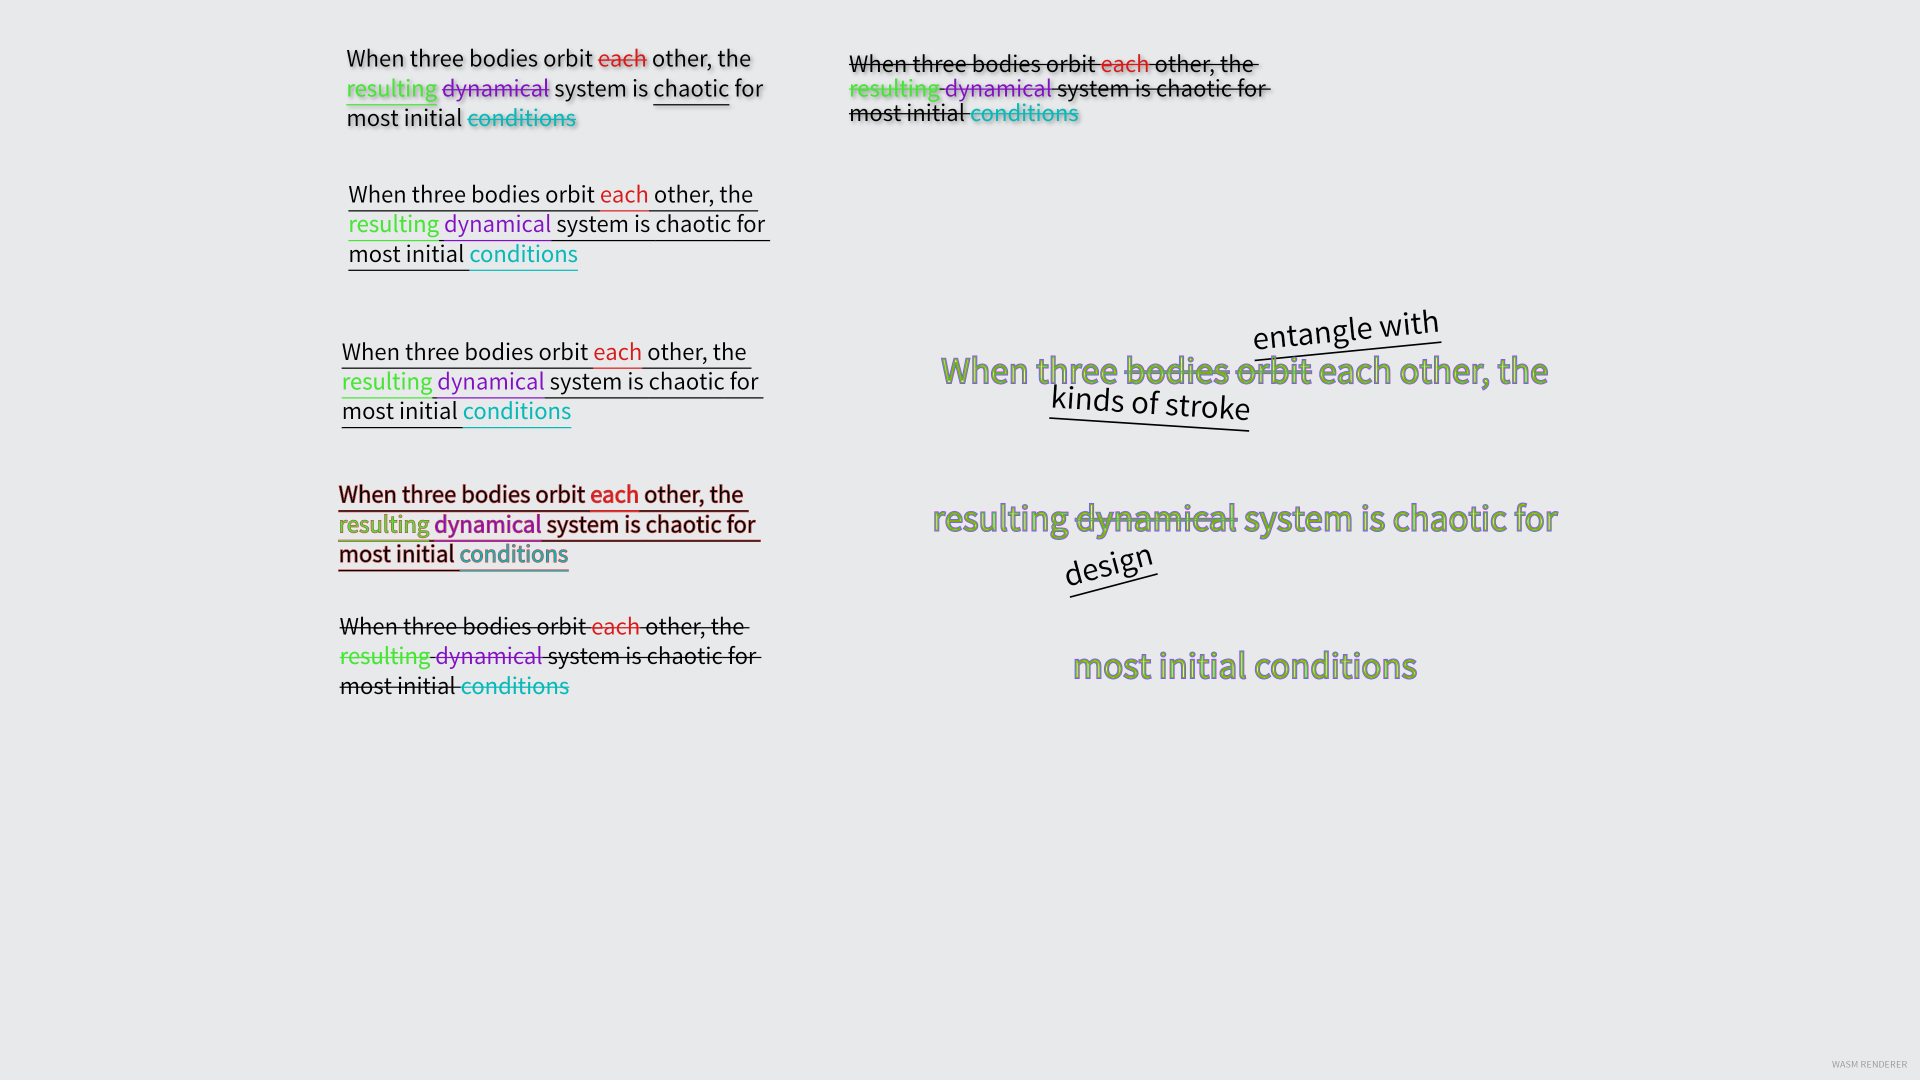 When three bodies orbit each other, the
resulting dynamical system is chaotic for
most initial conditions
When three bodies orbit each other, the
resulting dynamical system is chaotic for
most initial conditions
When three bodies orbit each other, the
resulting dynamical system is chaotic for
most initial conditions
When three bodies orbit each other, the
resulting dynamical system is chaotic for
most initial conditions
When three bodies orbit each other, the
resulting dynamical system is chaotic for
most initial conditions
When three bodies orbit each other, the
resulting dynamical system is chaotic for
most initial conditions
entangle with
When three bodies orbit each other, the
kinds of stroke
resulting dynamical system is chaotic for
design
most initial conditions
WASM RENDERER